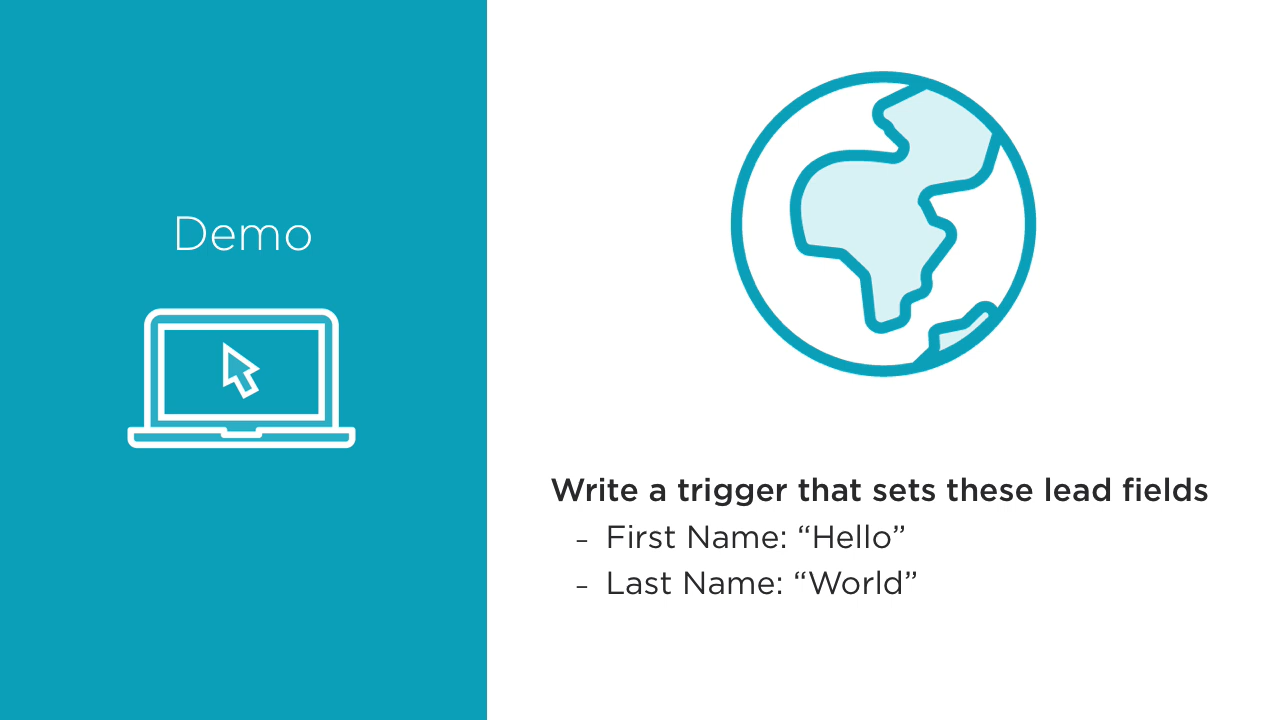 Demo
Write a trigger that sets these lead fields
– First Name: “Hello”
– Last Name: “World”